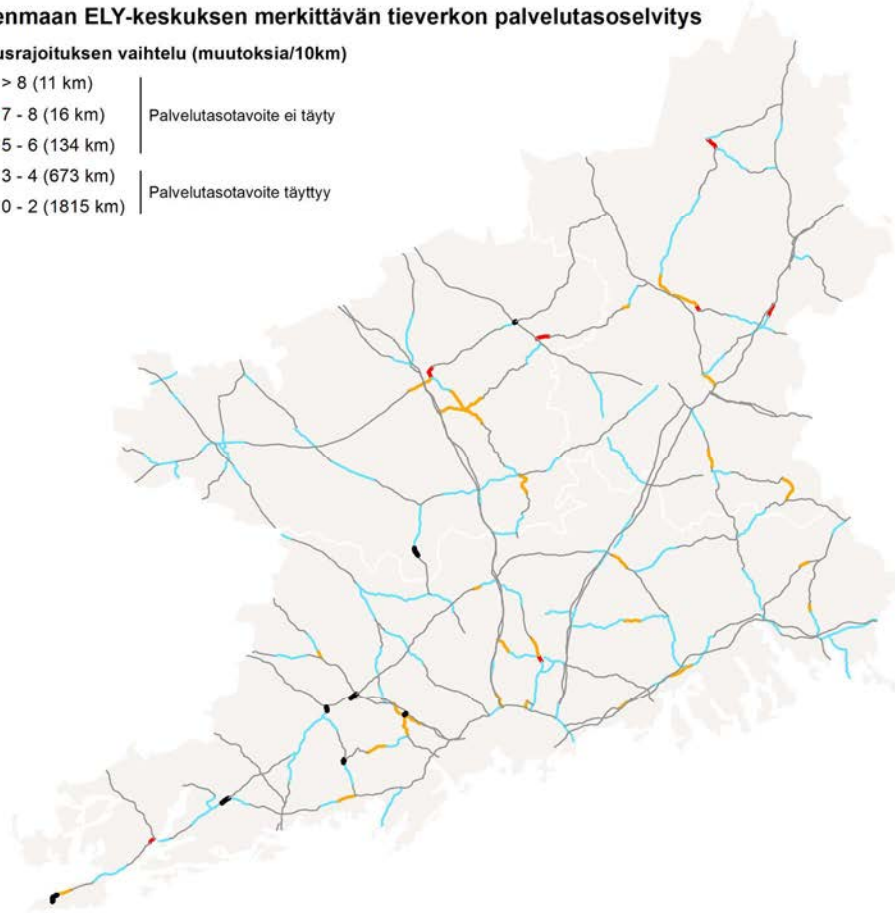 enmaan ELY-keskuksen merkittävän tieverkon palvelutasoselvitys
usrajoituksen vaihtelu (muutoksia/10km)
> 8 (11 km)
7 - 8 (16 km)
Palvelutasotavoite ei täyty
5 - 6 (134 km)
3 - 4 (673 km)
Palvelutasotavoite täyttyy
0 - 2 (1815 km)